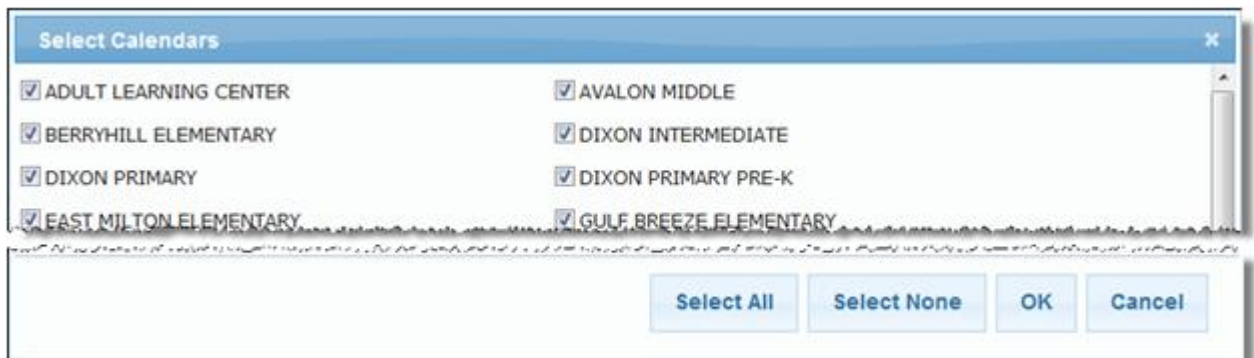 Select Calendars
ADULT LEARNING CENTER AVALON MIDDLE
BERRYHILL ELEMENTARY DIXON INTERMEDIATE
DIXON PRIMARY DIXON PRIMARY PRE-K
EAST MILTON ELEMENTARY GULF BREEZE ELEMENTARY
Select All Select None OK Cancel